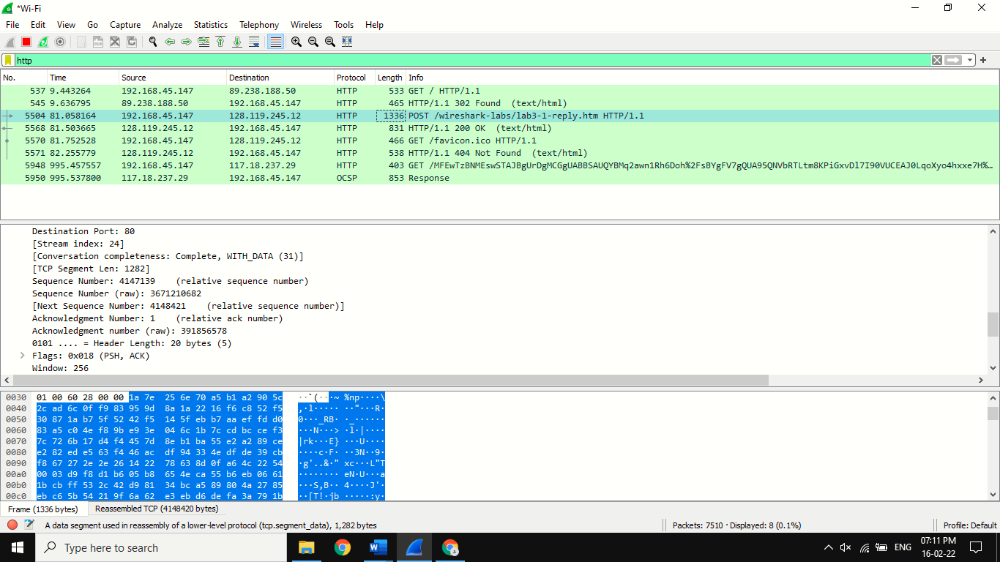 *Wi-Fi
File Edit View Go Capture Analyze Statistics Telephony Wireless Tools Help
http
No. Time Source Destination Protocol Length Info
537 9.443264 192.168.45.147 89.238.188.50 HTTP 533 GET / HTTP/1.1
545 9.636795 89.238.188.50 192.168.45.147 HTTP 465 HTTP/1.1 302 Found (text/html)
5504 81.058164 192.168.45.147 128.119.245.12 HTTP 1336 POST /wireshark-labs/lab3-1-reply.htm HTTP/1.1
5568 81.503665 128.119.245.12 192.168.45.147 HTTP 831 HTTP/1.1 200 OK (text/html)
5570 81.752528 192.168.45.147 128.119.245.12 HTTP 466 GET /favicon.ico HTTP/1.1
5571 82.255779 128.119.245.12 192.168.45.147 HTTP 538 HTTP/1.1 404 Not Found (text/html)
5948 995.457557 192.168.45.147 117.18.237.29 HTTP 403 GET /MFEwTzBNMEswSTAJBgUrDgMCGgUABBSAUQYBMq2awn1Rh6Doh%2FsBYgFV7gQUA95QNVbRTLtm8KPiGxvDl7I90VUCEAJ0LqoXyo4hxxe7H%…
5950 995.537800 117.18.237.29 192.168.45.147 OCSP 853 Response
Destination Port: 80
[Stream index: 24]
[Conversation completeness: Complete, WITH_DATA (31)]
[TCP Segment Len: 1282]
Sequence Number: 4147139 (relative sequence number)
Sequence Number (raw): 3671210682
[Next Sequence Number: 4148421 (relative sequence number)]
Acknowledgment Number: 1 (relative ack number)
Acknowledgment number (raw): 391856578
0101 .... = Header Length: 20 bytes (5)
Flags: 0x018 (PSH, ACK)
Window: 256
0030 01 00 60 28 00 00 1a 7e 25 6e 70 a5 b1 a2 90 5c ··`(···~ %np····\
0040 2c ad 6c 0f f9 83 95 9d 8a 1a 22 16 f6 c8 52 f5 ,·l····· ··"···R·
0050 30 87 1a b7 5f 52 42 f5 14 5f eb b7 aa ef fd d0 0···_RB· ·_······
0060 83 a5 c0 4e f8 9b e9 3e 04 6c 1b 7c cd bc ce f3 ···N···> ·l·|····
0070 7c 72 6b 17 d4 f4 45 7d 8e b1 ba 55 e2 a2 89 ce |rk···E} ···U····
0080 e2 82 ed e5 63 f4 46 ac df 94 33 4e df de 39 cb ····c·F· ··3N··9·
0090 f8 67 27 2e 2e 26 14 22 78 63 8d 0f a6 4c 22 54 ·g'..&·" xc···L"T
00a0 00 03 d9 f8 d1 b6 05 b8 65 4e ca 55 b6 eb 06 61 ········ eN·U···a
00b0 1b cb ff 53 2c 42 d9 81 34 bc a5 89 80 4a 27 85 ···S,B·· 4····J'·
00c0 eb c6 5b 54 21 9f 6a 62 e3 eb d6 de fa 3a 79 1b ··[T!·jb ·····:y·
Frame (1336 bytes) Reassembled TCP (4148420 bytes)
A data segment used in reassembly of a lower-level protocol (tcp.segment_data), 1,282 bytes Packets: 7510 · Displayed: 8 (0.1%) Profile: Default
Type here to search ENG 07:11 PM
16-02-22